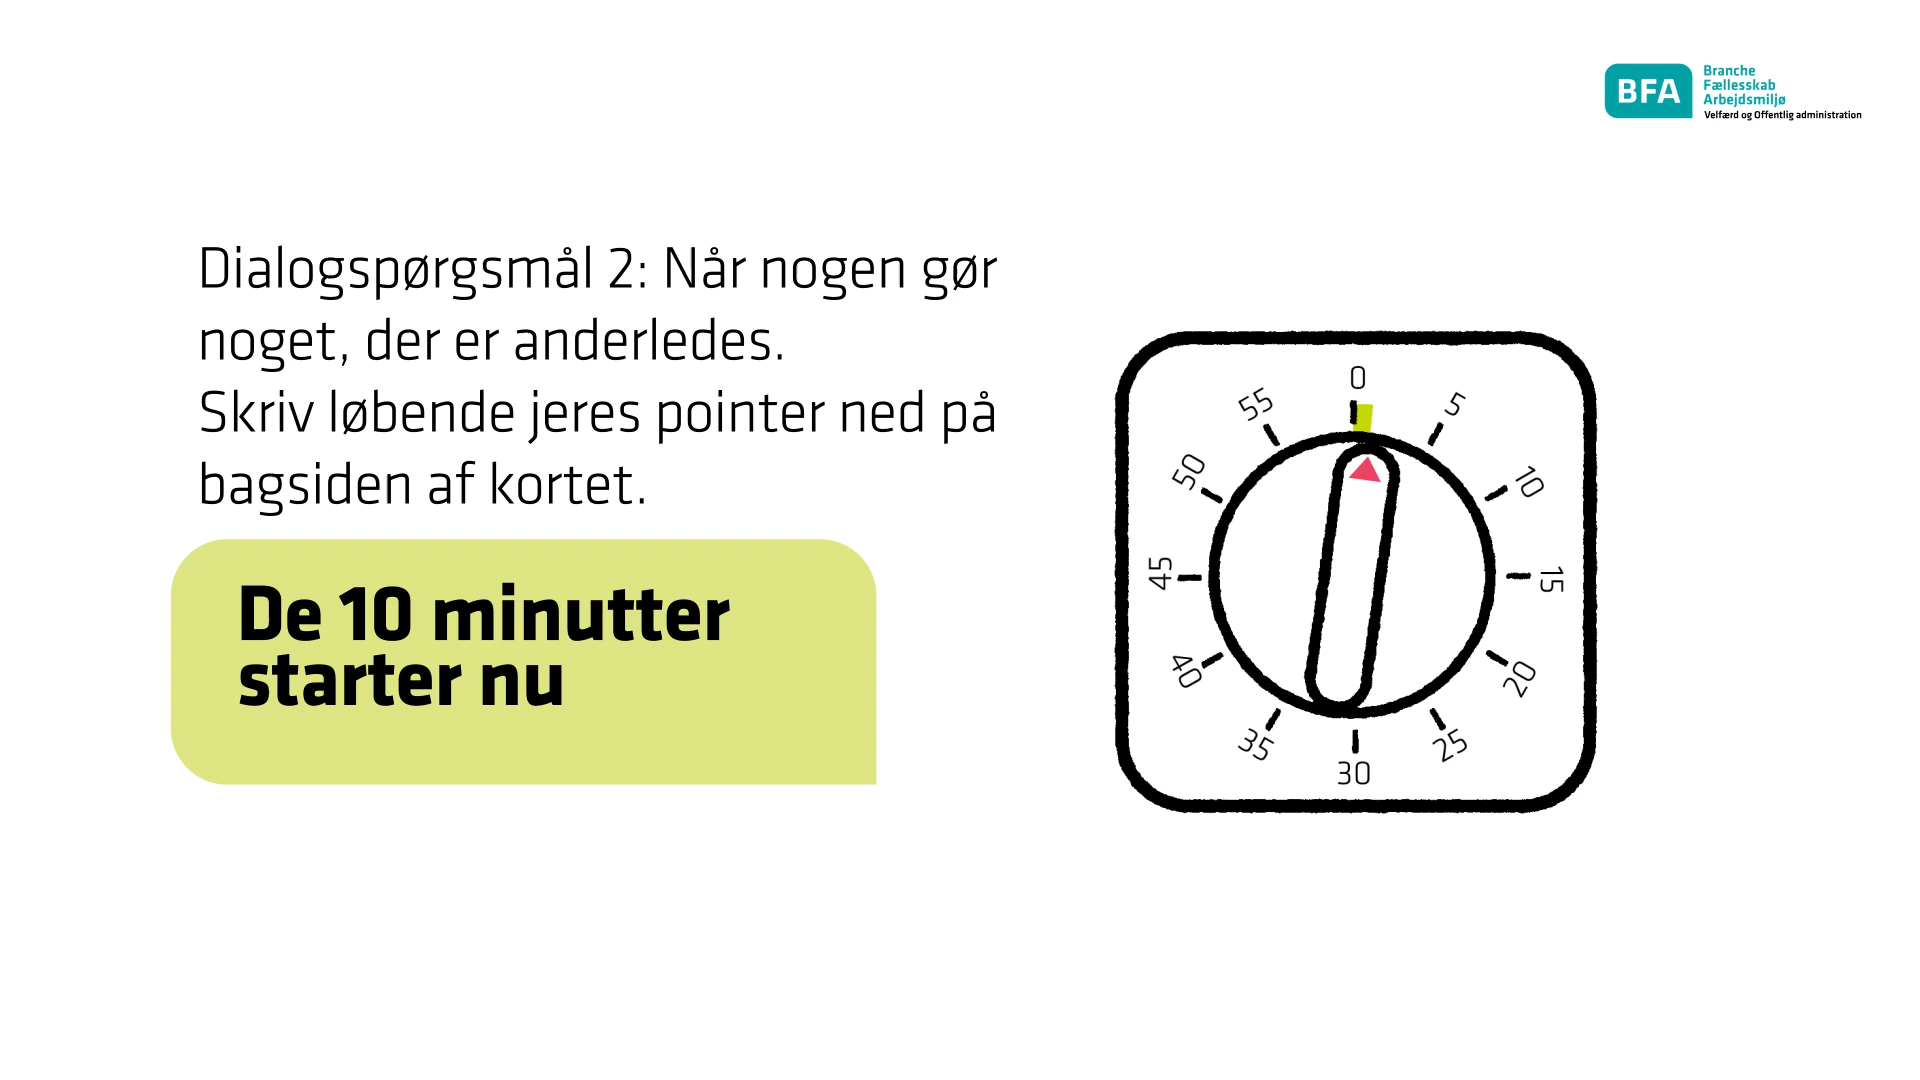 BFA
Branche
Fællesskab
Arbejdsmiljø
Velfærd og Offentlig administration
Dialogspørgsmål 2: Når nogen gør
noget, der er anderledes.
Skriv løbende jeres pointer ned på
bagsiden af kortet.
De 10 minutter
starter nu
0
5
10
15
20
25
30
35
40
45
50
55